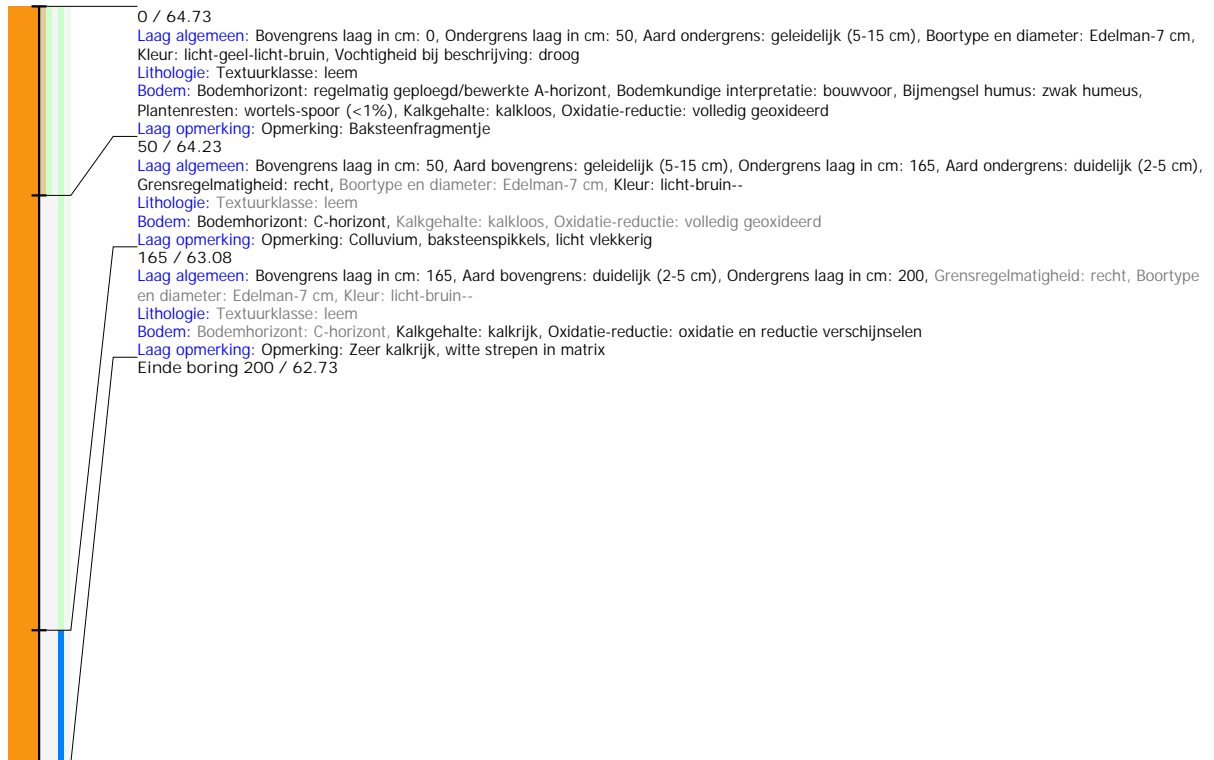 0 / 64.73
Laag algemeen: Bovengrens laag in cm: 0, Ondergrens laag in cm: 50, Aard ondergrens: geleidelijk (5-15 cm), Boortype en diameter: Edelman-7 cm,
Kleur: licht-geel-licht-bruin, Vochtigheid bij beschrijving: droog
Lithologie: Textuurklasse: leem
Bodem: Bodemhorizont: regelmatig geploegd/bewerkte A-horizont, Bodemkundige interpretatie: bouwvoor, Bijmengsel humus: zwak humeus,
Plantenresten: wortels-spoor (<1%), Kalkgehalte: kalkloos, Oxidatie-reductie: volledig geoxideerd
Laag opmerking: Opmerking: Baksteenfragmentje
50 / 64.23
Laag algemeen: Bovengrens laag in cm: 50, Aard bovengrens: geleidelijk (5-15 cm), Ondergrens laag in cm: 165, Aard ondergrens: duidelijk (2-5 cm),
Grensregelmatigheid: recht, Boortype en diameter: Edelman-7 cm, Kleur: licht-bruin--
Lithologie: Textuurklasse: leem
Bodem: Bodemhorizont: C-horizont, Kalkgehalte: kalkloos, Oxidatie-reductie: volledig geoxideerd
Laag opmerking: Opmerking: Colluvium, baksteenspikkels, licht vlekkerig
165 / 63.08
Laag algemeen: Bovengrens laag in cm: 165, Aard bovengrens: duidelijk (2-5 cm), Ondergrens laag in cm: 200, Grensregelmatigheid: recht, Boortype
en diameter: Edelman-7 cm, Kleur: licht-bruin--
Lithologie: Textuurklasse: leem
Bodem: Bodemhorizont: C-horizont, Kalkgehalte: kalkrijk, Oxidatie-reductie: oxidatie en reductie verschijnselen
Laag opmerking: Opmerking: Zeer kalkrijk, witte strepen in matrix
Einde boring 200 / 62.73